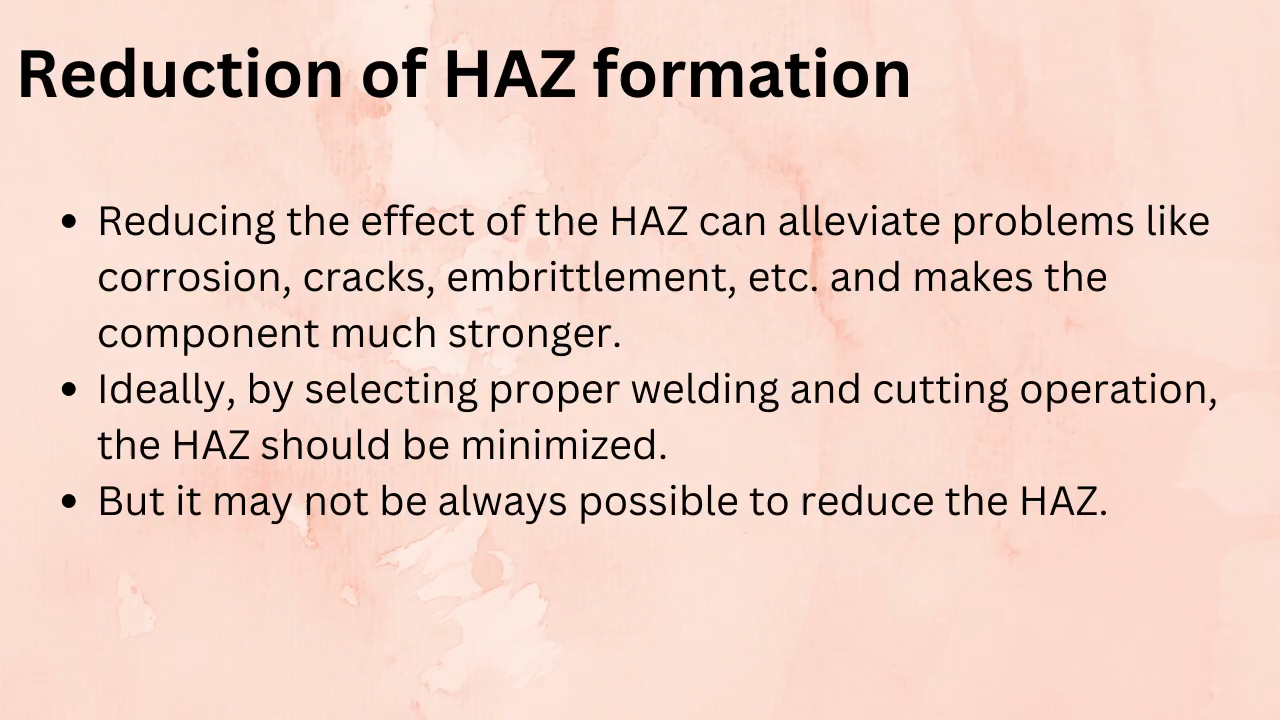 Reduction of HAZ formation
• Reducing the effect of the HAZ can alleviate problems like
corrosion, cracks, embrittlement, etc. and makes the
component much stronger.
• Ideally, by selecting proper welding and cutting operation,
the HAZ should be minimized.
• But it may not be always possible to reduce the HAZ.